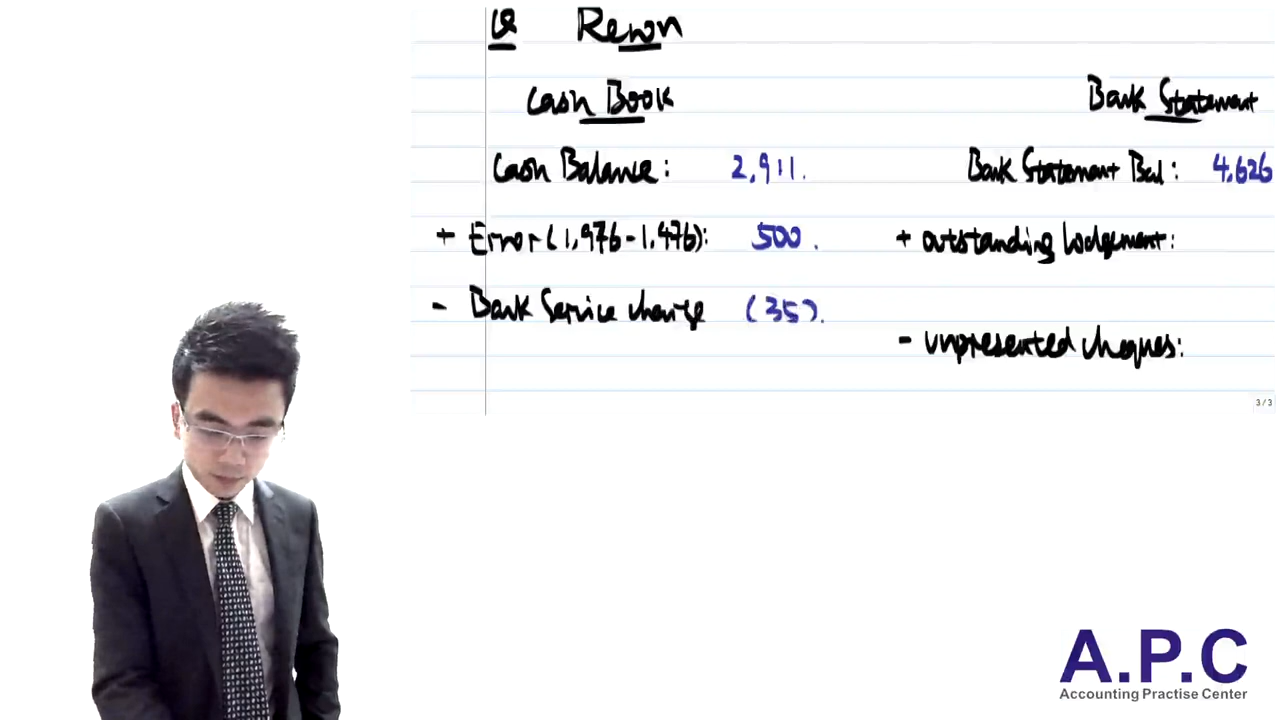 Recon
Cash Book
Bank Statement
Cash Balance: 2,911.
Bank Statement Bal: 4,626
+ Error (1,976-1,476): 500.
+ outstanding lodgement:
- Bank Service charge (35).
- unpresented cheques:
3/3
A.P.C
Accounting Practise Center